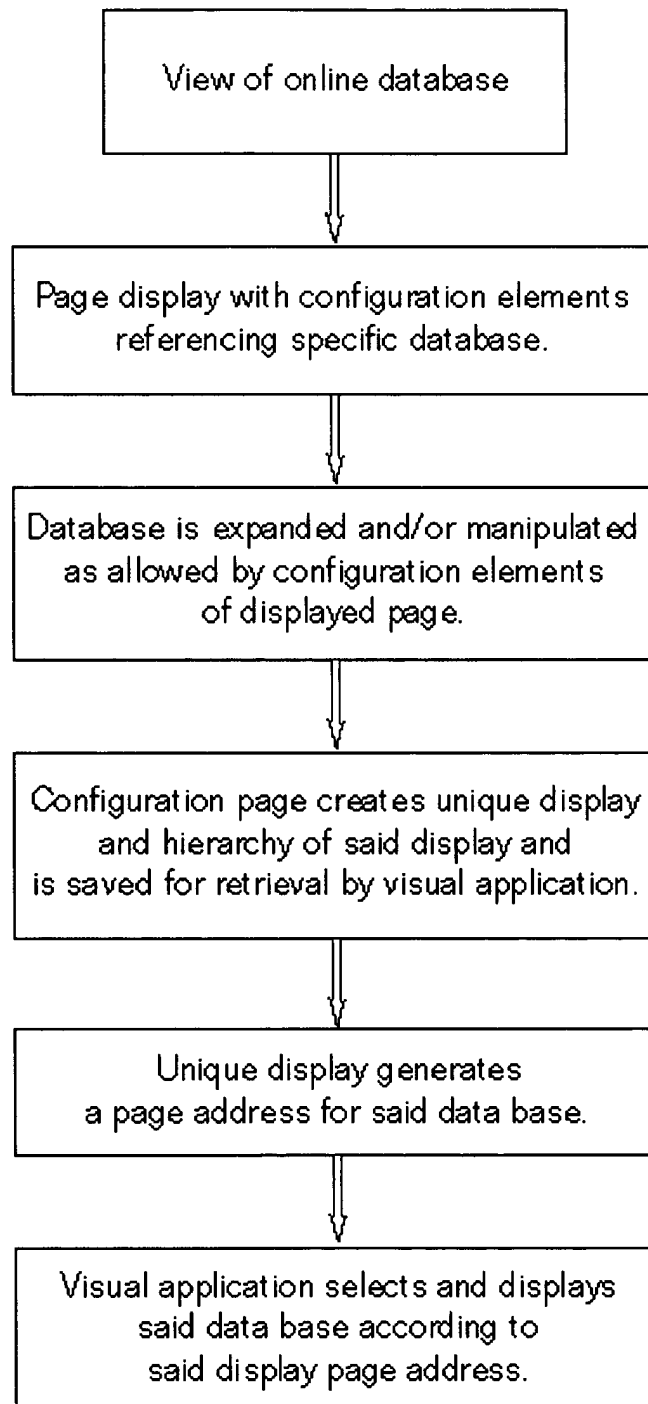 View of online database
Page display with configuration elements
referencing specific database.
Database is expanded and/or manipulated
as allowed by configuration elements
of displayed page.
Configuration page creates unique display
and hierarchy of said display and
is saved for retrieval by visual application.
Unique display generates
a page address for said data base.
Visual application selects and displays
said data base according to
said display page address.